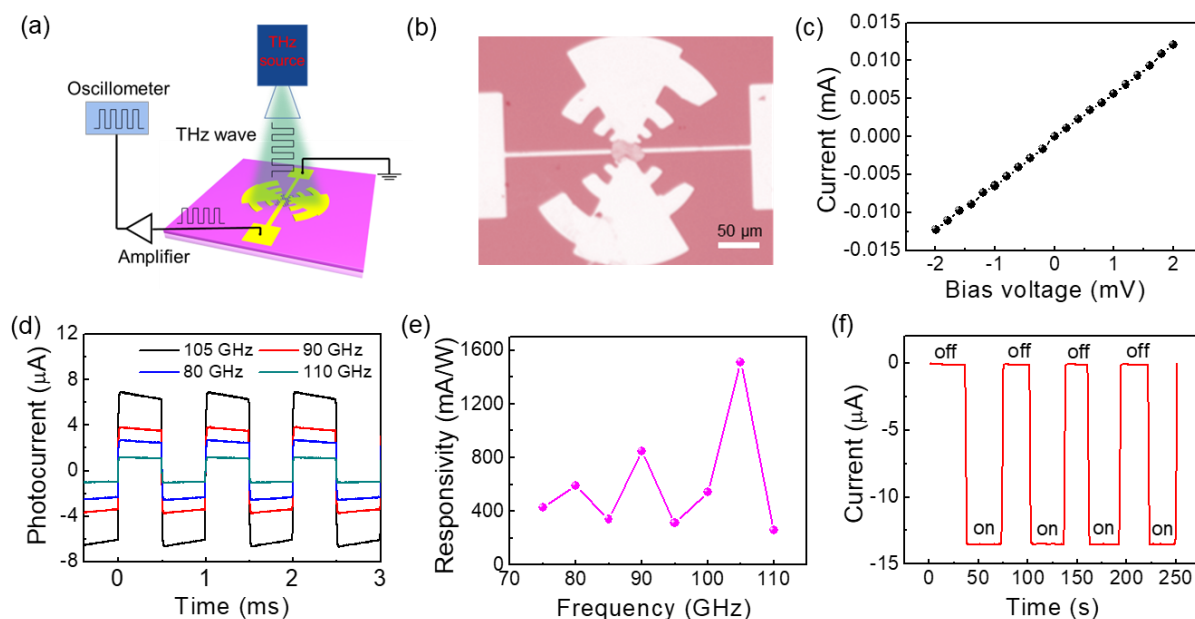 (a)
THz
source
Oscillometer
THz wave
Amplifier
(b)
50 μm
(c)
0.015
0.010
0.005
0.000
-0.005
-0.010
-0.015
Current (mA)
-2 -1 0 1 2
Bias voltage (mV)
(d)
12
8
4
0
-4
-8
Photocurrent (μA)
105 GHz 90 GHz
80 GHz 110 GHz
0 1 2 3
Time (ms)
(e)
1600
1200
800
400
0
Responsivity (mA/W)
70 80 90 100 110
Frequency (GHz)
(f)
off off off off
0
-5
-10
-15
Current (μA)
on on on on
0 50 100 150 200 250
Time (s)